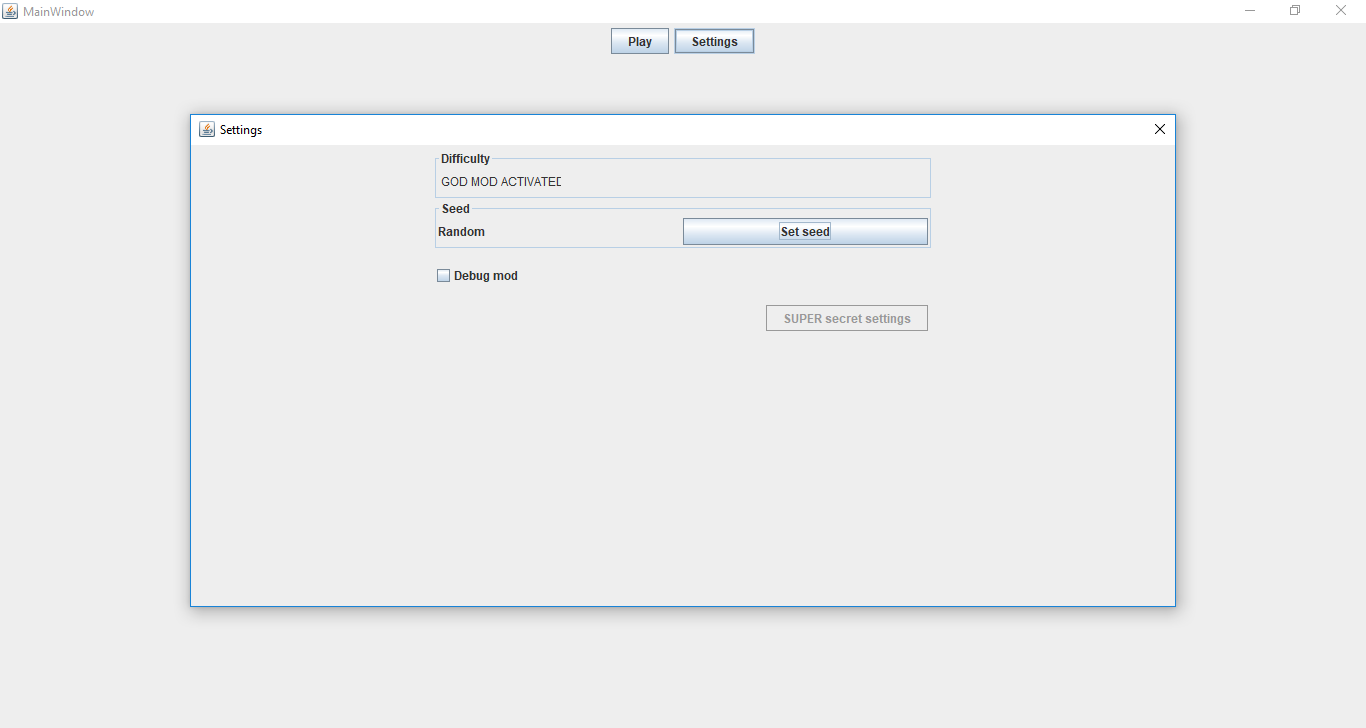 MainWindow
Play Settings
Settings
Difficulty
GOD MOD ACTIVATED
Seed
Random Set seed
Debug mod
SUPER secret settings